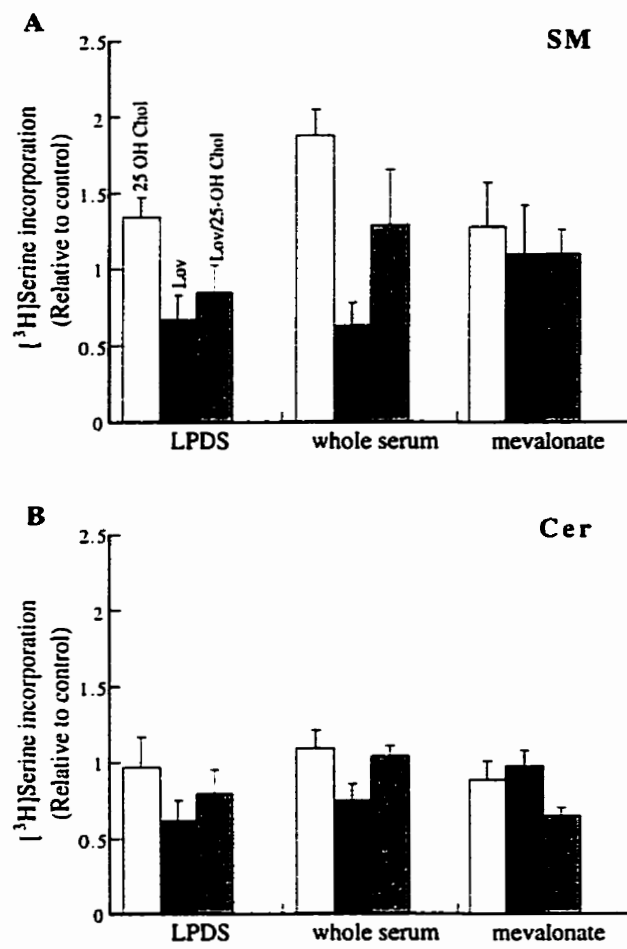 A
SM
2.5
2
1.5
1
0.5
0
[³H]Serine incorporation
(Relative to control)
25 OH Chol
Lov
Lov/25-OH Chol
LPDS
whole serum
mevalonate
B
Cer
2.5
2
1.5
1
0.5
0
[³H]Serine incorporation
(Relative to control)
LPDS
whole serum
mevalonate